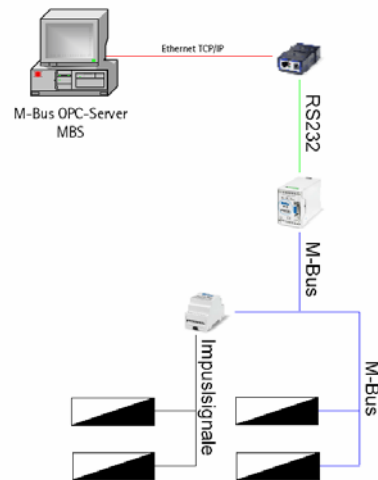 Ethernet TCP/IP
M-Bus OPC-Server
MBS
RS232
M-Bus
Impulsignale
M-Bus